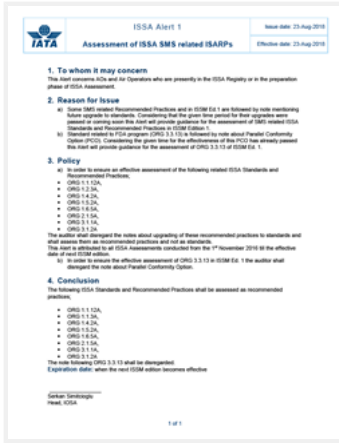 ISSA Alert 1
Issue date: 23-Aug-2018
IATA
Assessment of ISSA SMS related ISARPs
Effective date: 23-Aug-2018
1. To whom it may concern
This Alert concerns AOs and Air Operators who are presently in the ISSA Registry or in the preparation
phase of ISSA Assessment.
2. Reason for Issue
a) Some SMS related Recommended Practices and in ISSM Ed.1 are followed by note mentioning
future upgrade to standards. Considering that the given time period for their upgrades were
passed or coming soon this Alert will provide guidance for the assessment of SMS related ISSA
Standards and Recommended Practices in ISSM Edition 1.
b) Standard related to FDA program (ORG 3.3.13) is followed by note about Parallel Conformity
Option (PCO). Considering the given time for the effectiveness of this PCO has already passed
this Alert will provide guidance for the assessment of ORG 3.3.13 of ISSM Ed. 1.
3. Policy
a) In order to ensure an effective assessment of the following related ISSA Standards and
Recommended Practices;
• ORG 1.1.12A,
• ORG 1.2.3A,
• ORG 1.4.2A,
• ORG 1.5.2A,
• ORG 1.6.5A,
• ORG 2.1.5A,
• ORG 3.1.1A,
• ORG 3.1.2A
The auditor shall disregard the notes about upgrading of these recommended practices to standards and
shall assess them as recommended practices and not as standards.
This Alert is attributed to all ISSA Assessments conducted from the 1st November 2016 till the effective
date of next ISSM edition.
b) In order to ensure the effective assessment of ORG 3.3.13 in ISSM Ed. 1 the auditor shall
disregard the note about Parallel Conformity Option.
4. Conclusion
The following ISSA Standards and Recommended Practices shall be assessed as recommended
practices;
• ORG 1.1.12A,
• ORG 1.1.3A,
• ORG 1.4.2A,
• ORG 1.5.2A,
• ORG 1.6.5A,
• ORG 2.1.5A,
• ORG 3.1.1A,
• ORG 3.1.2A
The note following ORG 3.3.13 shall be disregarded.
Expiration date: when the next ISSM edition becomes effective
Serkan Simitcioglu
Head, IOSA
1 of 1